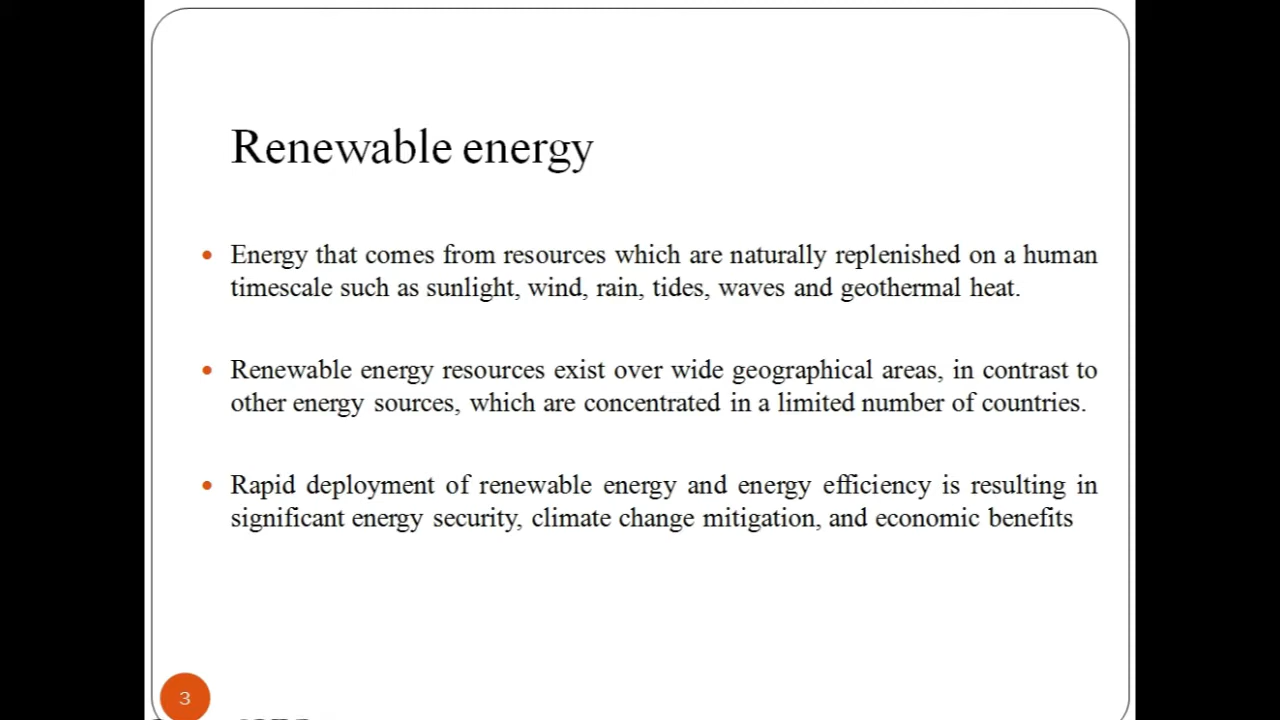 Renewable energy
• Energy that comes from resources which are naturally replenished on a human
timescale such as sunlight, wind, rain, tides, waves and geothermal heat.
• Renewable energy resources exist over wide geographical areas, in contrast to
other energy sources, which are concentrated in a limited number of countries.
• Rapid deployment of renewable energy and energy efficiency is resulting in
significant energy security, climate change mitigation, and economic benefits
3